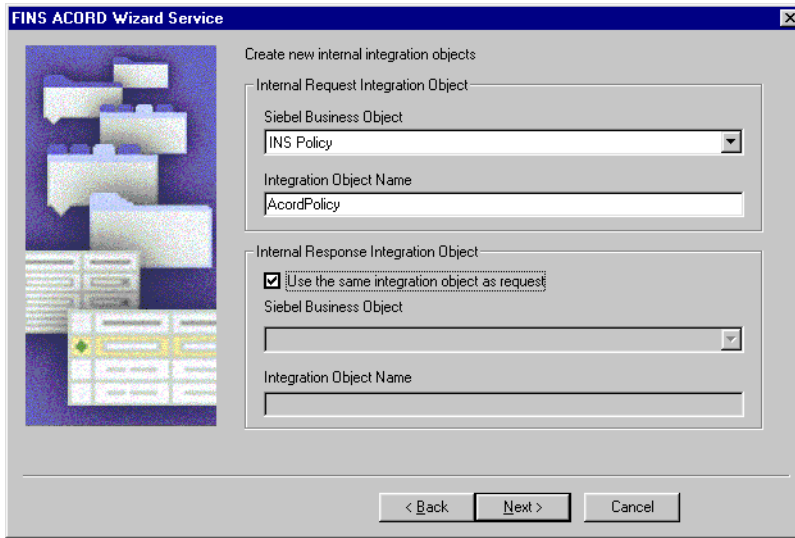 FINS ACORD Wizard Service
Create new internal integration objects
Internal Request Integration Object
Siebel Business Object
INS Policy
Integration Object Name
AcordPolicy
Internal Response Integration Object
Use the same integration object as request
Siebel Business Object
Integration Object Name
< Back Next > Cancel